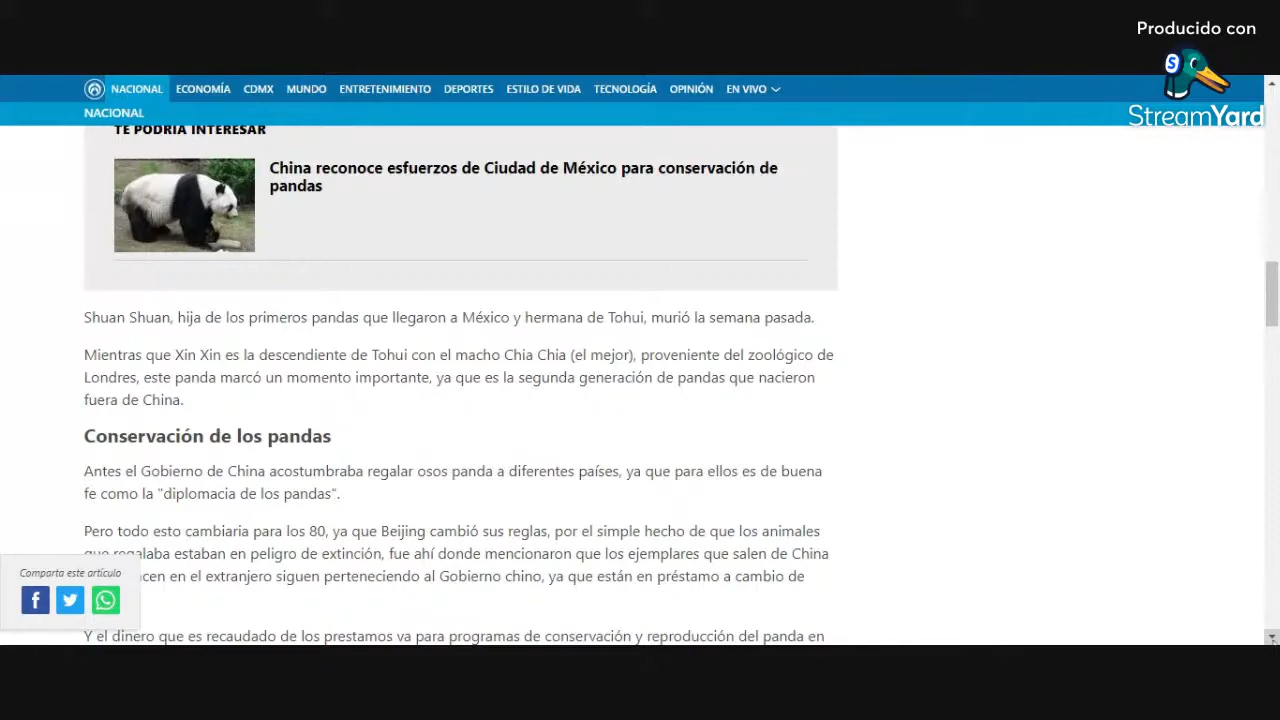 Producido con
StreamYard
NACIONAL ECONOMÍA CDMX MUNDO ENTRETENIMIENTO DEPORTES ESTILO DE VIDA TECNOLOGÍA OPINIÓN EN VIVO
NACIONAL
TE PODRÍA INTERESAR
China reconoce esfuerzos de Ciudad de México para conservación de
pandas
Shuan Shuan, hija de los primeros pandas que llegaron a México y hermana de Tohui, murió la semana pasada.
Mientras que Xin Xin es la descendiente de Tohui con el macho Chia Chia (el mejor), proveniente del zoológico de
Londres, este panda marcó un momento importante, ya que es la segunda generación de pandas que nacieron
fuera de China.
Conservación de los pandas
Antes el Gobierno de China acostumbraba regalar osos panda a diferentes países, ya que para ellos es de buena
fe como la "diplomacia de los pandas".
Pero todo esto cambiaria para los 80, ya que Beijing cambió sus reglas, por el simple hecho de que los animales
que regalaba estaban en peligro de extinción, fue ahí donde mencionaron que los ejemplares que salen de China
en el extranjero siguen perteneciendo al Gobierno chino, ya que están en préstamo a cambio de
Comparta este artículo
Y el dinero que es recaudado de los prestamos va para programas de conservación y reproducción del panda en